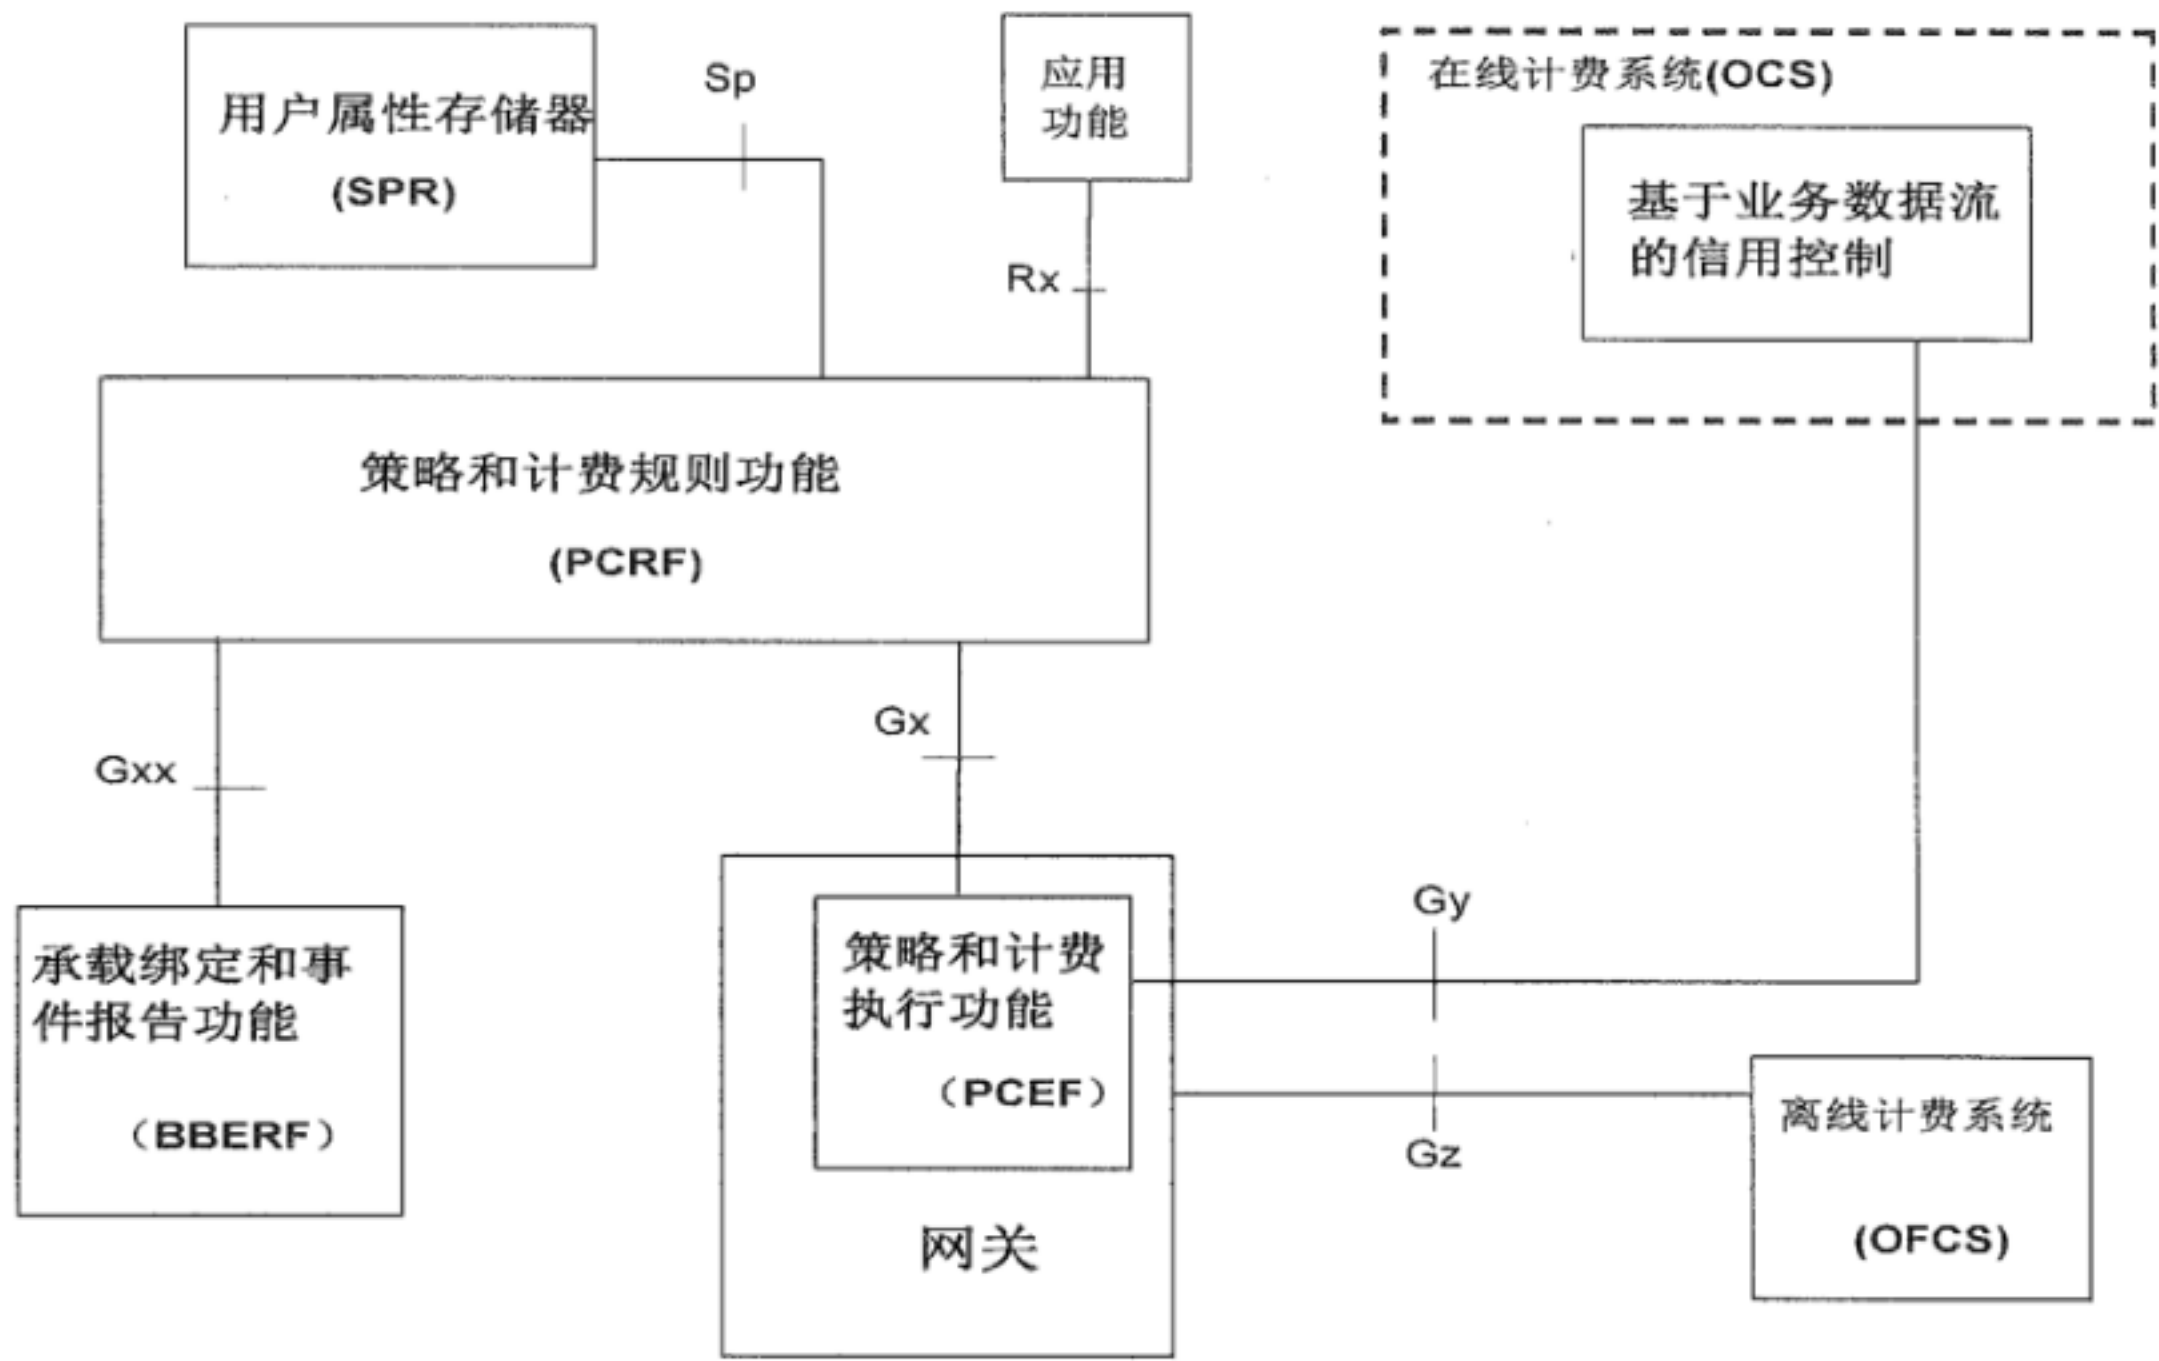 用户属性存储器
(SPR)
Sp
应用
功能
在线计费系统(OCS)
基于业务数据流
的信用控制
Rx
策略和计费规则功能
(PCRF)
Gxx
Gx
承载绑定和事
件报告功能
（BBERF）
策略和计费
执行功能
（PCEF）
网关
Gy
Gz
离线计费系统
(OFCS)